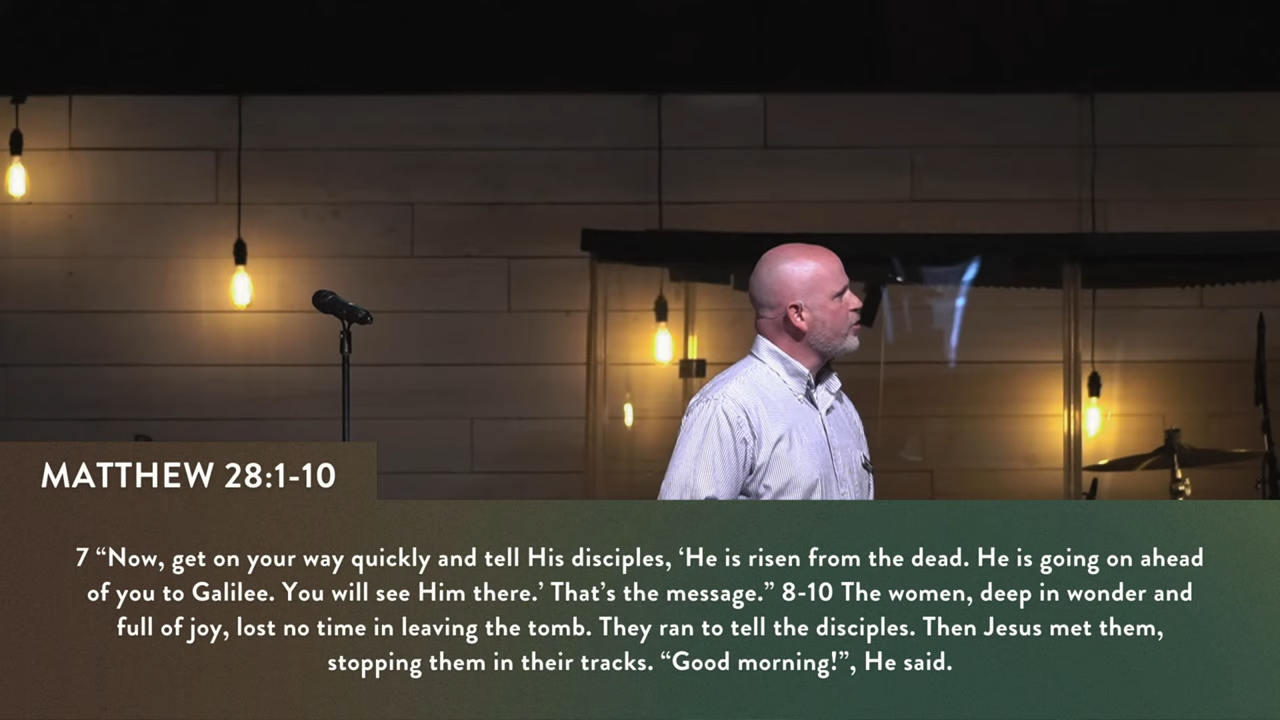 MATTHEW 28:1-10
7 “Now, get on your way quickly and tell His disciples, ‘He is risen from the dead. He is going on ahead
of you to Galilee. You will see Him there.’ That’s the message.” 8-10 The women, deep in wonder and
full of joy, lost no time in leaving the tomb. They ran to tell the disciples. Then Jesus met them,
stopping them in their tracks. “Good morning!”, He said.